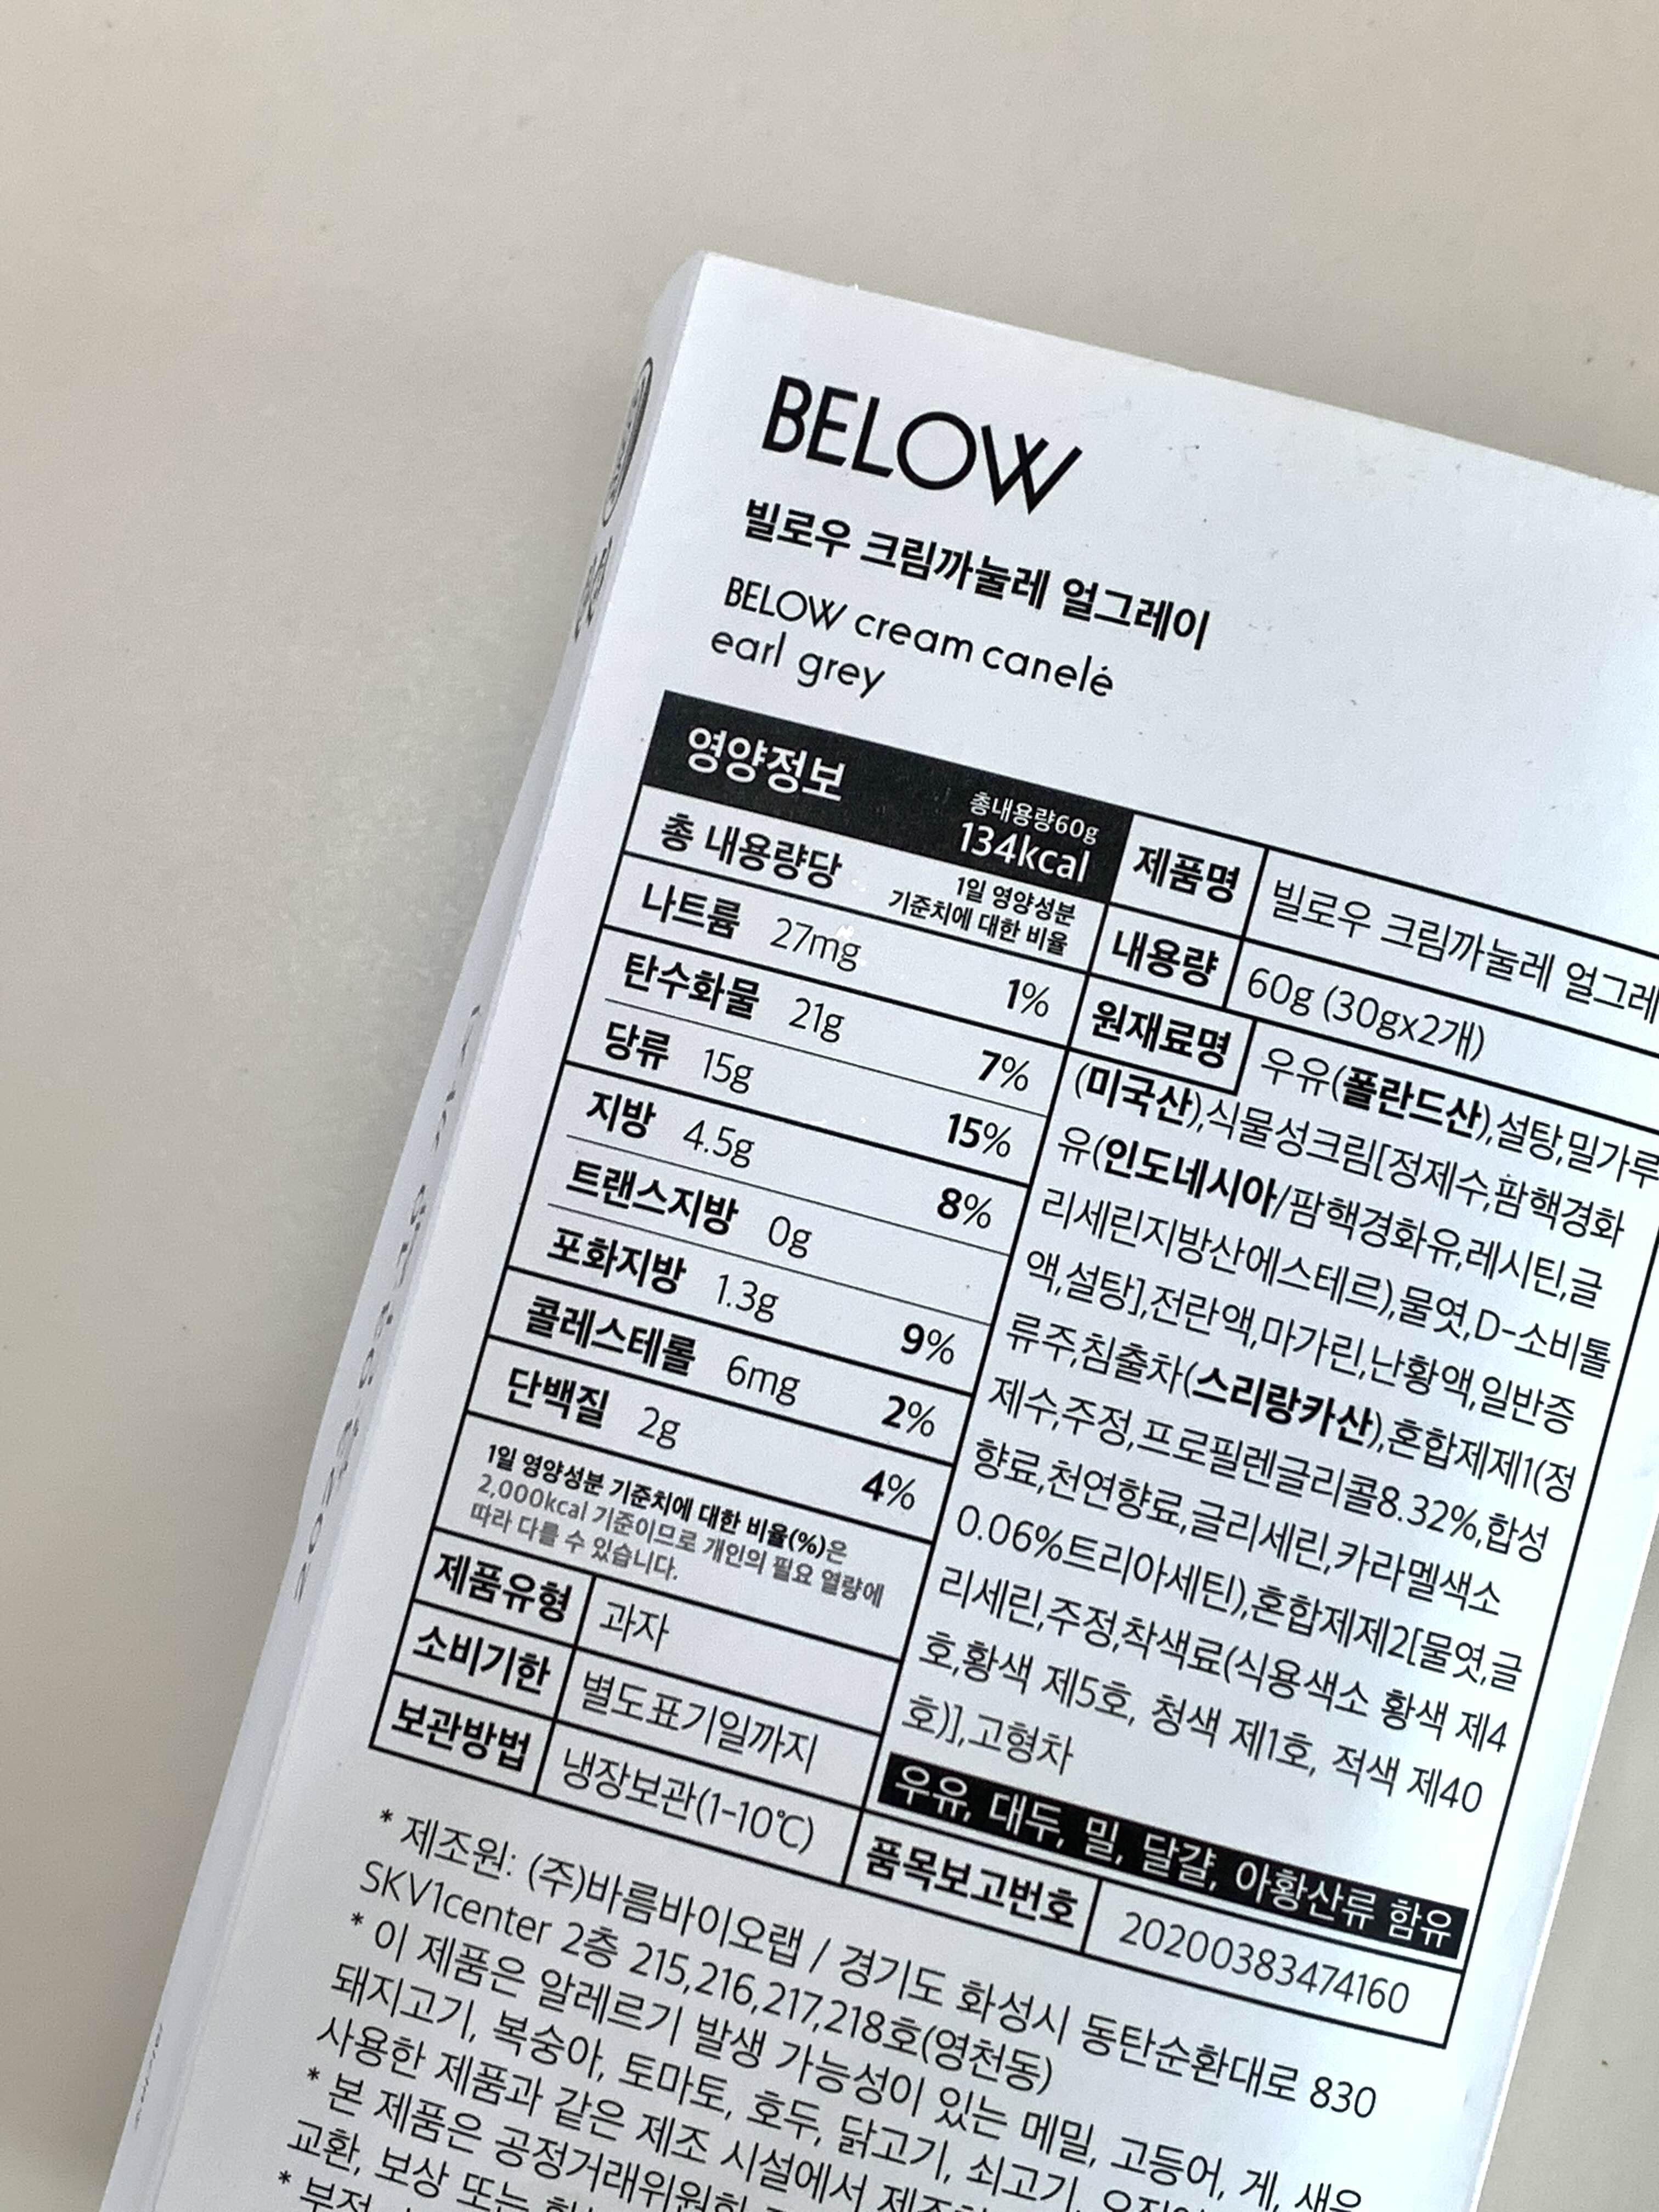 BELOW
빌로우 크림까눌레 얼그레이
BELOW cream canelé
earl grey
영양정보
총내용량60g
134kcal
총 내용량당
1일 영양성분
기준치에 대한 비율
나트륨 27mg 1%
탄수화물 21g 7%
당류 15g 15%
지방 4.5g 8%
트랜스지방 0g
포화지방 1.3g 9%
콜레스테롤 6mg 2%
단백질 2g 4%
1일 영양성분 기준치에 대한 비율(%)은
2,000kcal 기준이므로 개인의 필요 열량에
따라 다를 수 있습니다.
제품유형 과자
소비기한 별도표기일까지
보관방법 냉장보관(1-10℃)
제품명 빌로우 크림까눌레 얼그레
내용량 60g (30gx2개)
원재료명 우유(폴란드산),설탕,밀가루
(미국산),식물성크림[정제수,팜핵경화
유(인도네시아/팜핵경화유,레시틴,글
리세린지방산에스테르),물엿,D-소비톨
액,설탕],전란액,마가린,난황액,일반증
류주,침출차(스리랑카산),혼합제제1(정
제수,주정,프로필렌글리콜8.32%,합성
향료,천연향료,글리세린,카라멜색소
0.06%트리아세틴),혼합제제2[물엿,글
리세린,주정,착색료(식용색소 황색 제4
호,황색 제5호, 청색 제1호, 적색 제40
호)],고형차
우유, 대두, 밀, 달걀, 아황산류 함유
품목보고번호 20200383474160
* 제조원: (주)바름바이오랩 / 경기도 화성시 동탄순환대로 830
SKV1center 2층 215,216,217,218호(영천동)
* 이 제품은 알레르기 발생 가능성이 있는 메밀, 고등어, 게, 새우
돼지고기, 복숭아, 토마토, 호두, 닭고기, 쇠고기,
사용한 제품과 같은 제조 시설에서
* 본 제품은 공정거래위원회
교환, 보상 또는
* 부정